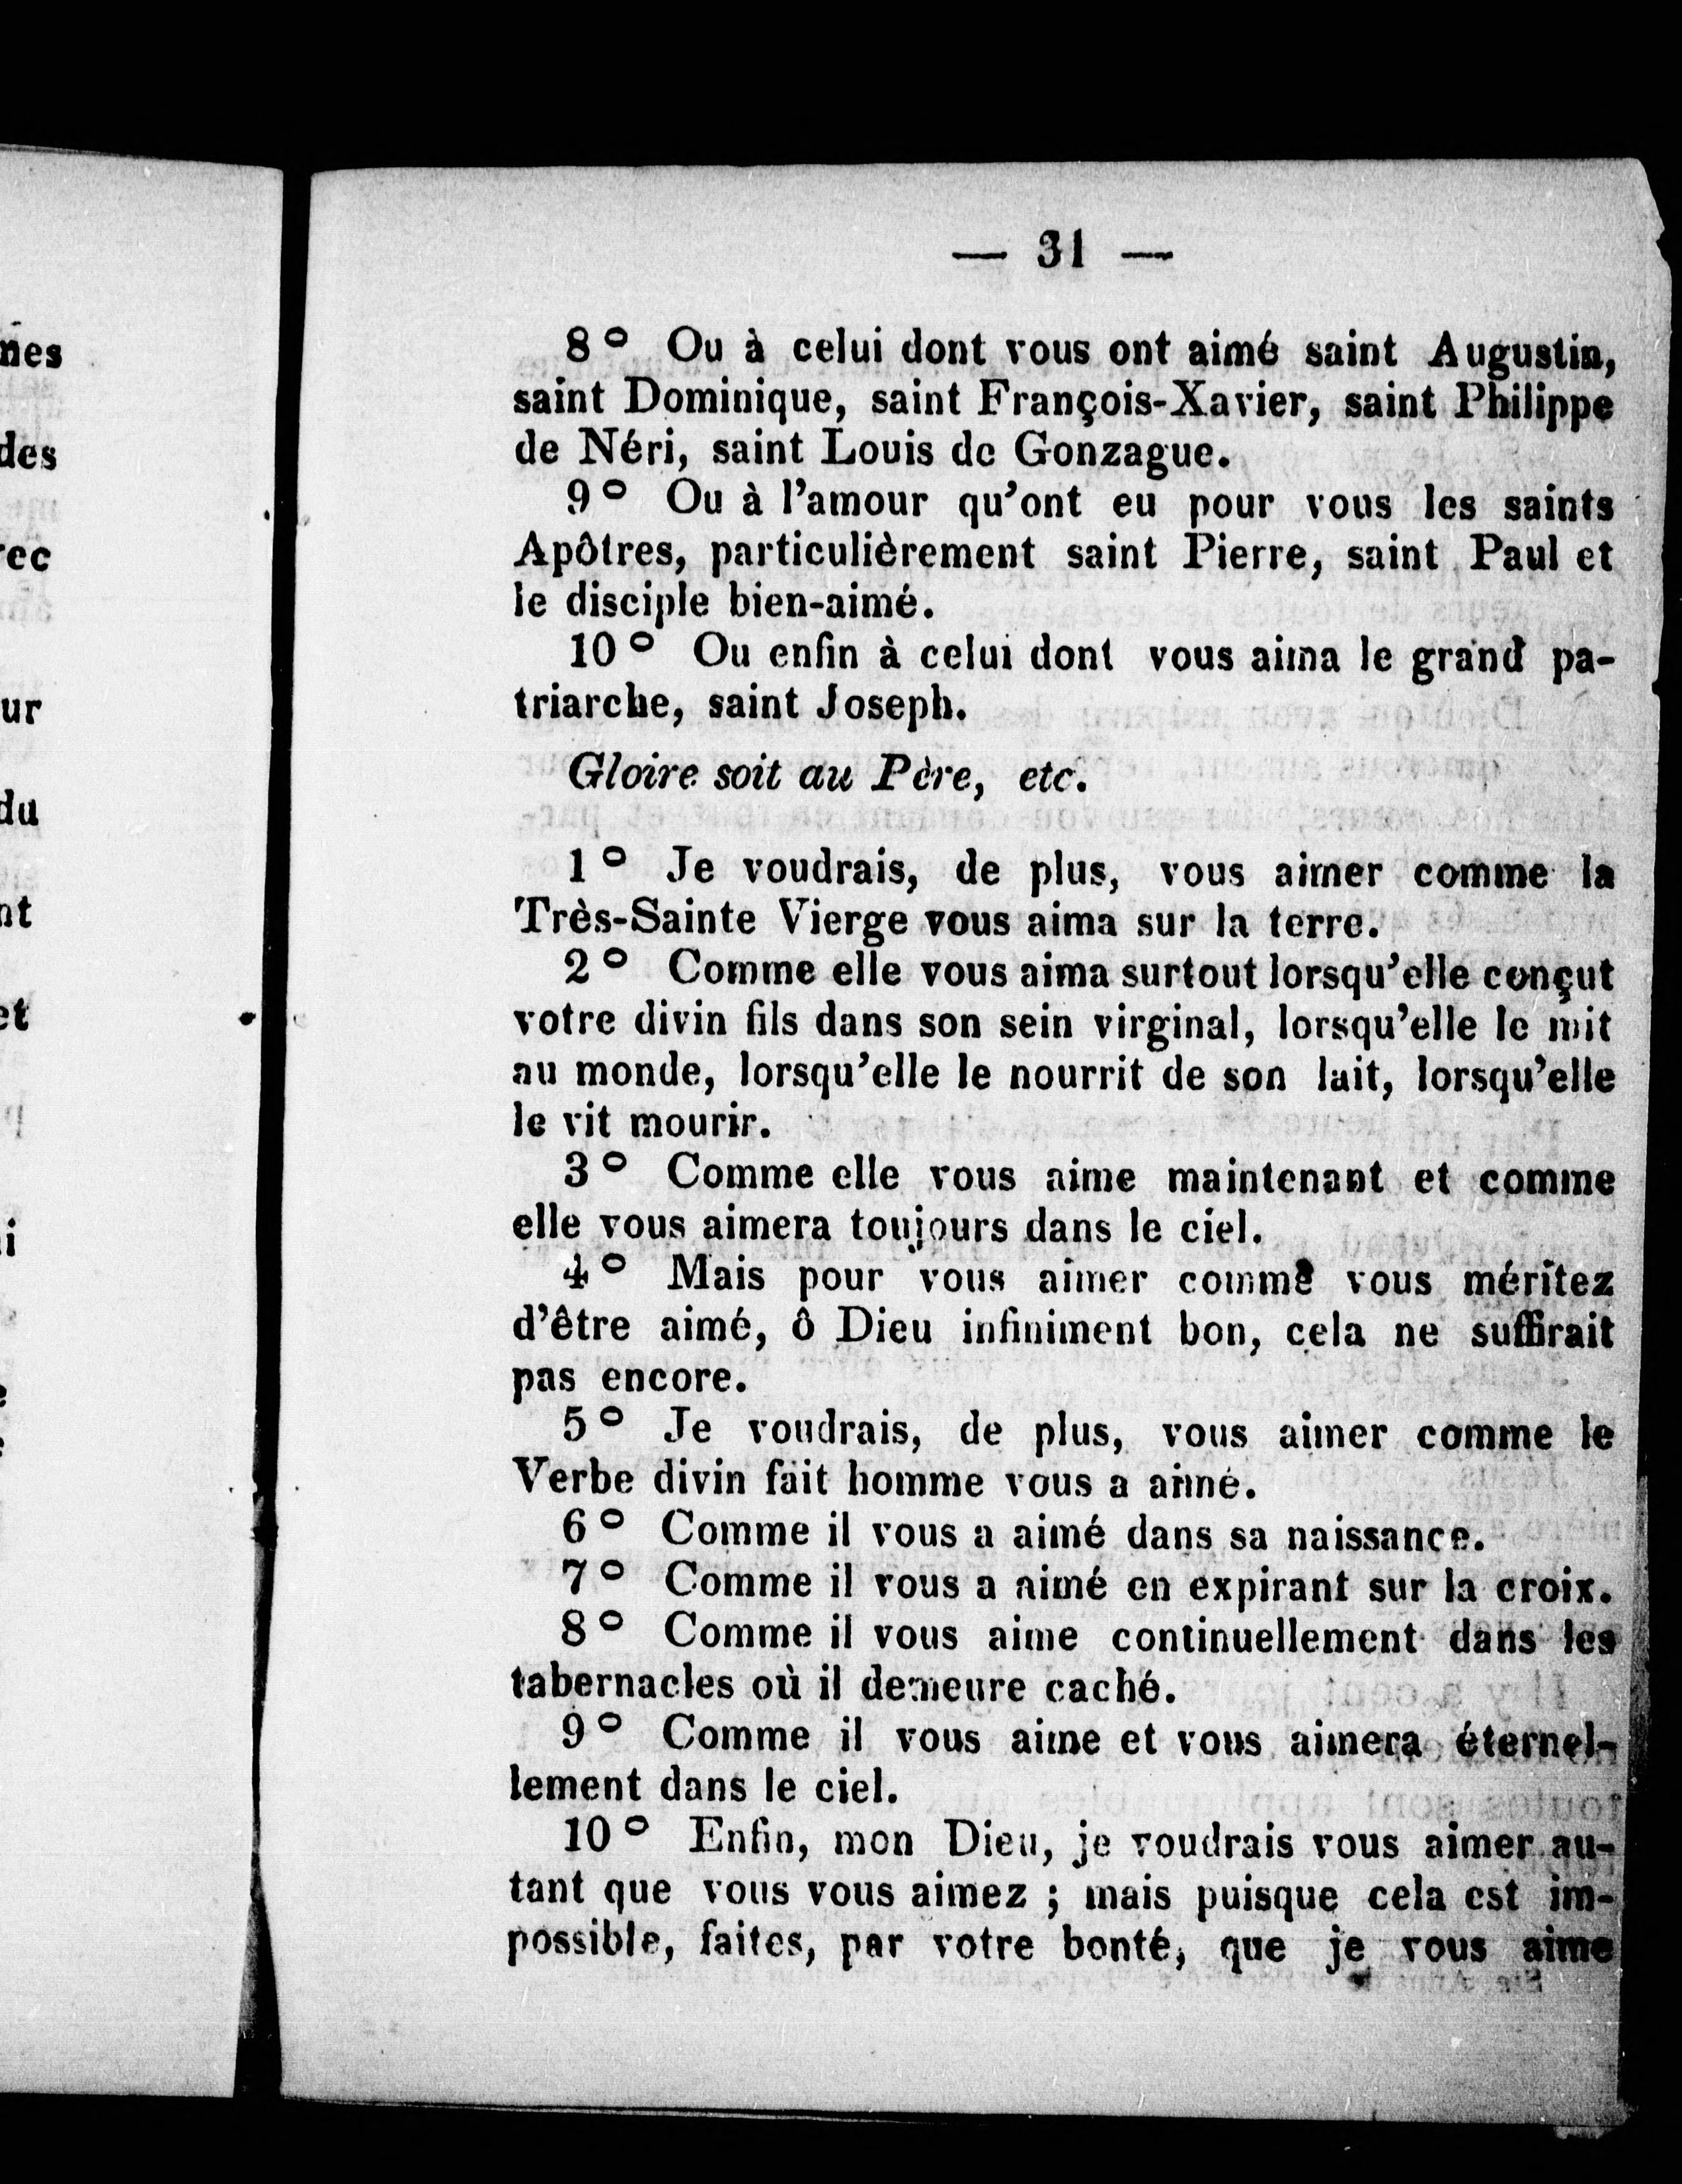 nes
des
ec
ur
du
nt
et
i
— 31 —
8° Ou à celui dont vous ont aimé saint Augustin,
saint Dominique, saint François-Xavier, saint Philippe
de Néri, saint Louis de Gonzague.
9° Ou à l'amour qu'ont eu pour vous les saints
Apôtres, particulièrement saint Pierre, saint Paul et
le disciple bien-aimé.
10° Ou enfin à celui dont vous aima le grand pa-
triarche, saint Joseph.
Gloire soit au Père, etc.
1° Je voudrais, de plus, vous aimer comme la
Très-Sainte Vierge vous aima sur la terre.
2° Comme elle vous aima surtout lorsqu'elle conçut
votre divin fils dans son sein virginal, lorsqu'elle le mit
au monde, lorsqu'elle le nourrit de son lait, lorsqu'elle
le vit mourir.
3° Comme elle vous aime maintenant et comme
elle vous aimera toujours dans le ciel.
4° Mais pour vous aimer comme vous méritez
d'être aimé, ô Dieu infiniment bon, cela ne suffirait
pas encore.
5° Je voudrais, de plus, vous aimer comme le
Verbe divin fait homme vous a aimé.
6° Comme il vous a aimé dans sa naissance.
7° Comme il vous a aimé en expirant sur la croix.
8° Comme il vous aime continuellement dans les
tabernacles où il demeure caché.
9° Comme il vous aime et vous aimera éternel-
lement dans le ciel.
10° Enfin, mon Dieu, je voudrais vous aimer au-
tant que vous vous aimez ; mais puisque cela est im-
possible, faites, par votre bonté, que je vous aime